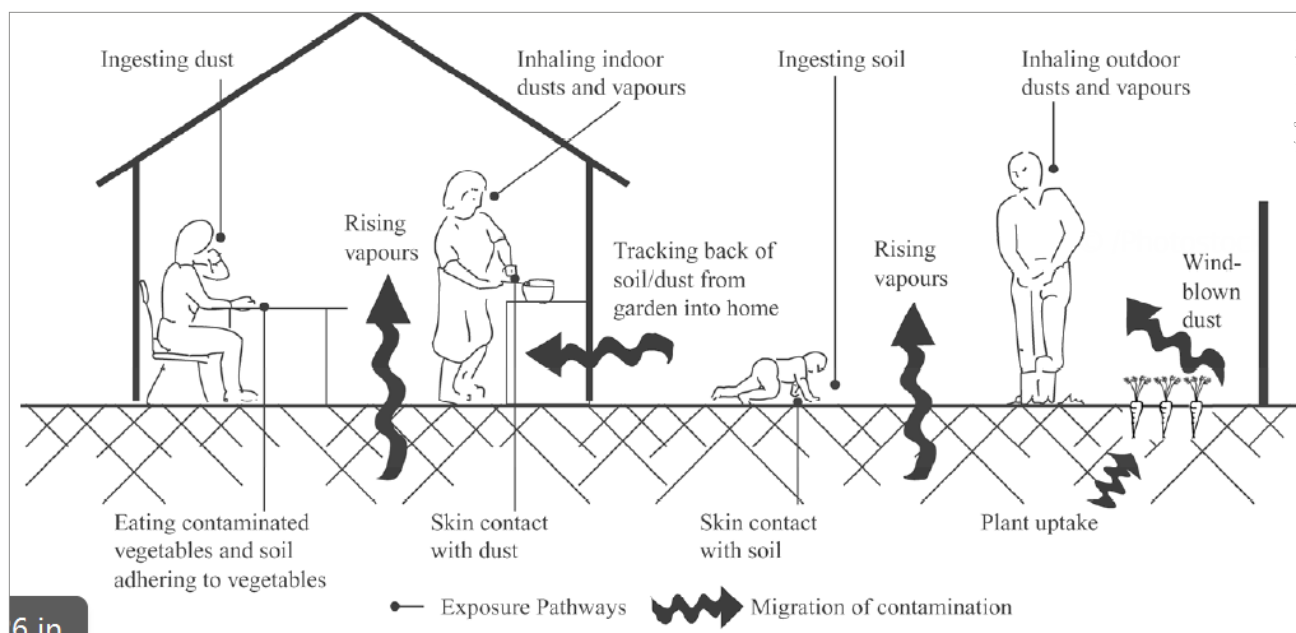 Ingesting dust
Inhaling indoor
dusts and vapours
Ingesting soil
Inhaling outdoor
dusts and vapours
Rising
vapours
Tracking back of
soil/dust from
garden into home
Rising
vapours
Wind-
blown
dust
Eating contaminated
vegetables and soil
adhering to vegetables
Skin contact
with dust
Skin contact
with soil
Plant uptake
Exposure Pathways
Migration of contamination
6 in